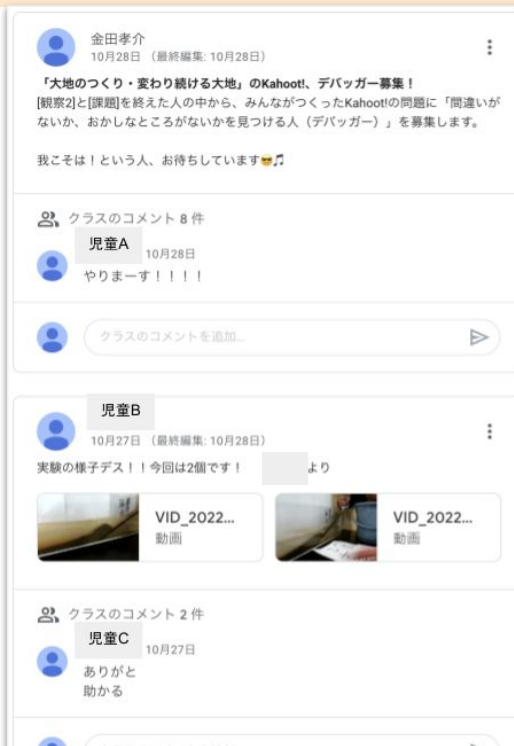 金田孝介
10月28日 （最終編集: 10月28日）
「大地のつくり・変わり続ける大地」のKahoot!、デバッガー募集！
[観察2]と[課題]を終えた人の中から、みんながつくったKahoot!の問題に「間違いが
ないか、おかしなところがないかを見つける人（デバッガー）」を募集します。
我こそは！という人、お待ちしています😎🎵
クラスのコメント 8 件
児童A
10月28日
やりまーす！！！！
クラスのコメントを追加...
児童B
10月27日 （最終編集: 10月28日）
実験の様子デス！！今回は2個です！ より
VID_2022...
動画
VID_2022...
動画
クラスのコメント 2 件
児童C
10月27日
ありがと
助かる